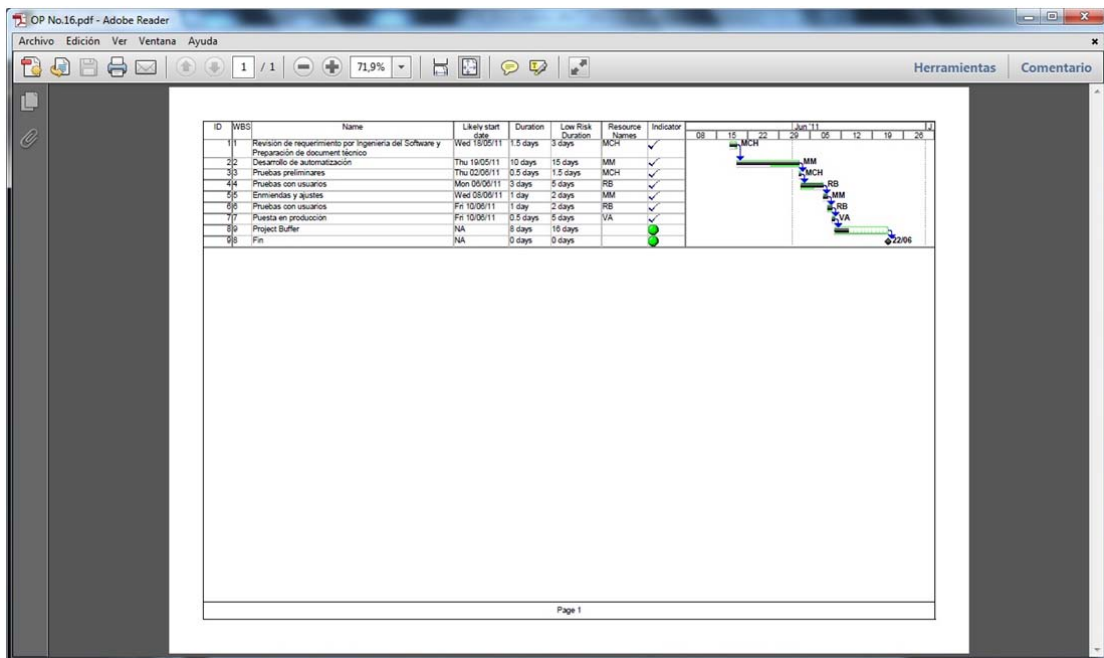 OP No.16.pdf - Adobe Reader
Archivo Edición Ver Ventana Ayuda
1 / 1 71,9% Herramientas Comentario
ID WBS Name Likely start date Duration Low Risk Duration Resource Names Indicator
Jun '11 J
08 15 22 29 05 12 19 26
1 1 Revisión de requerimiento por Ingeniería del Software y Preparación de document técnico Wed 18/05/11 1.5 days 3 days MCH MCH
2 2 Desarrollo de automatización Thu 19/05/11 10 days 15 days MM MM
3 3 Pruebas preliminares Thu 02/06/11 0.5 days 1.5 days MCH MCH
4 4 Pruebas con usuarios Mon 06/06/11 3 days 5 days RB RB
5 5 Enmiendas y ajustes Wed 08/06/11 1 day 2 days MM MM
6 6 Pruebas con usuarios Fri 10/06/11 1 day 2 days RB RB
7 7 Puesta en producción Fri 10/06/11 0.5 days 5 days VA VA
8 9 Project Buffer NA 8 days 16 days
9 8 Fin NA 0 days 0 days 22/06
Page 1